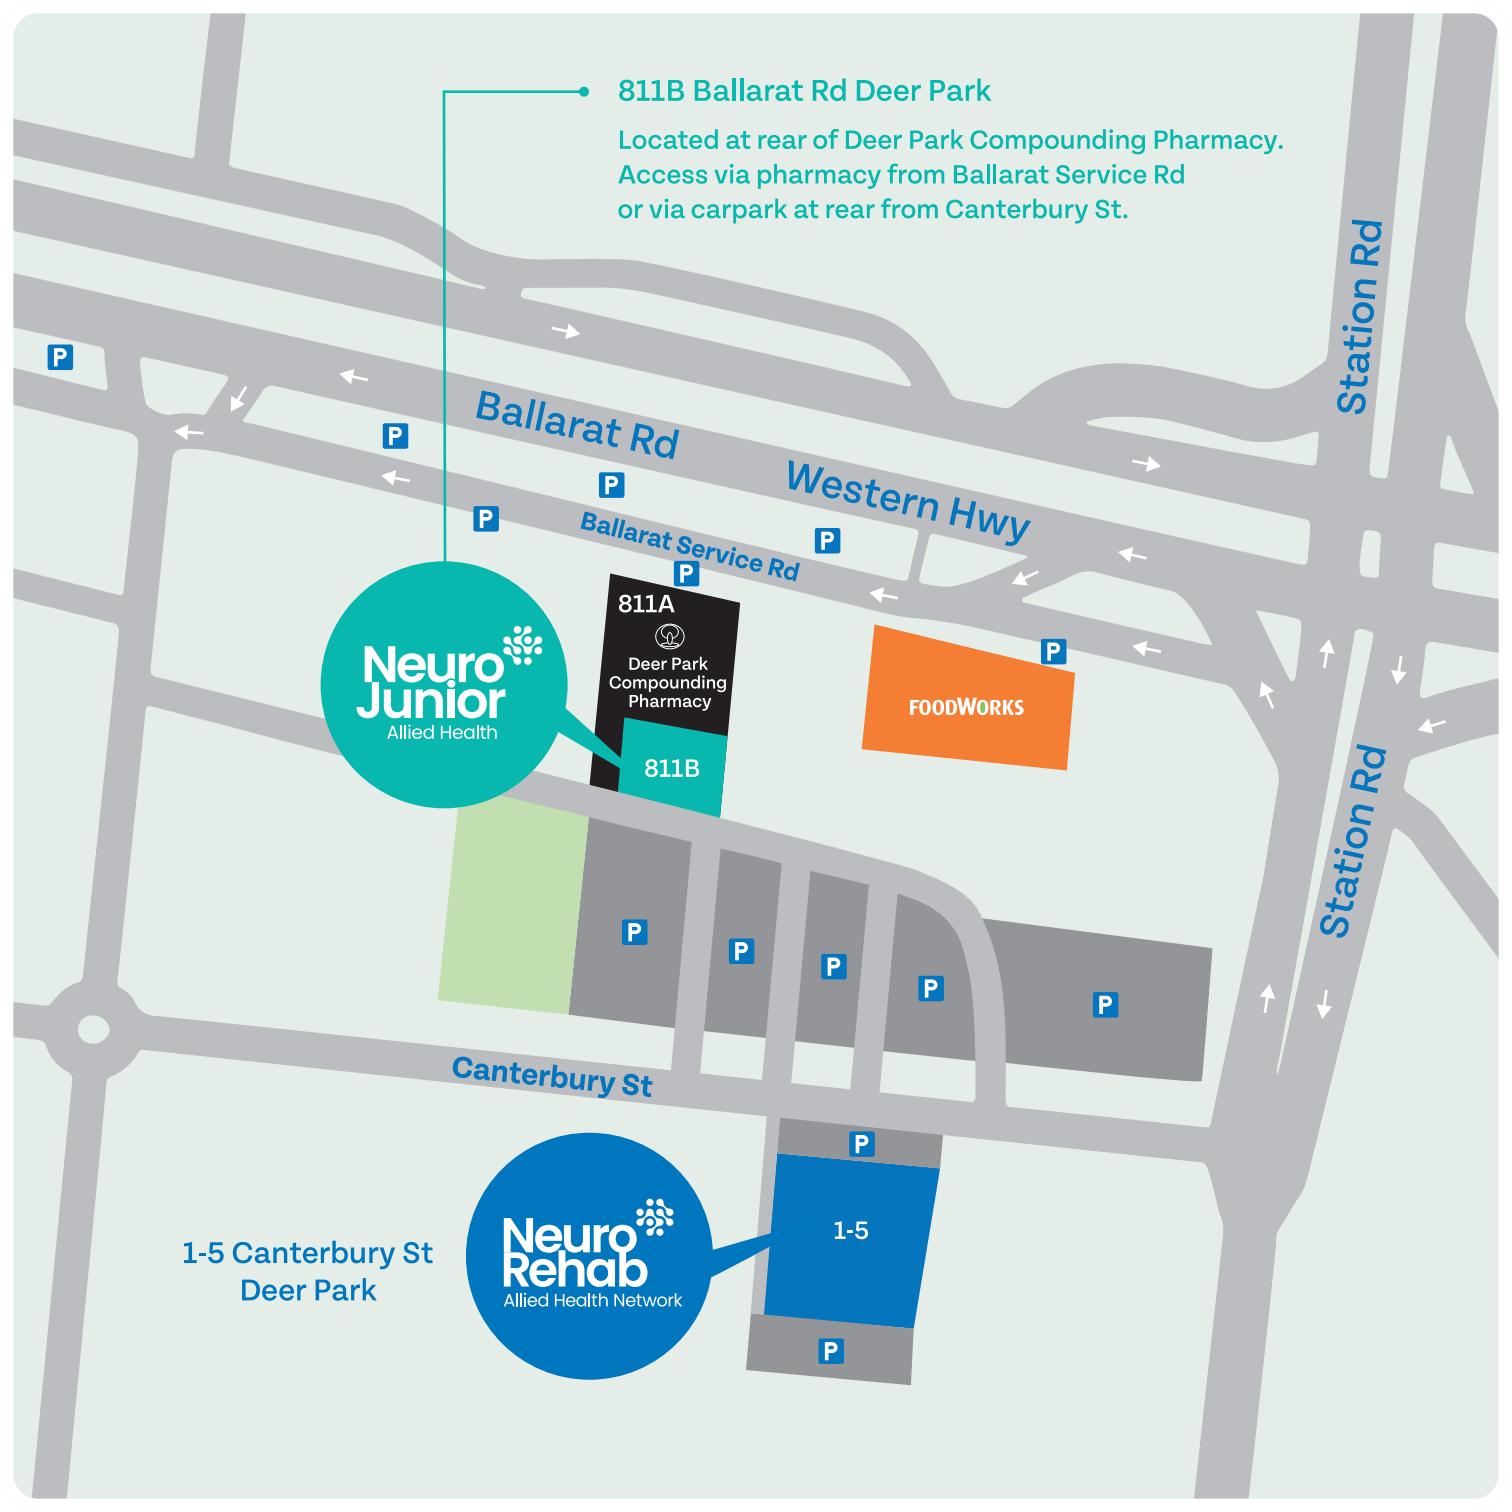 811B Ballarat Rd Deer Park
Located at rear of Deer Park Compounding Pharmacy.
Access via pharmacy from Ballarat Service Rd
or via carpark at rear from Canterbury St.
Station Rd
P
Ballarat Rd
Western Hwy
P
P
P
P
Ballarat Service Rd
P
811A
Deer Park
Compounding
Pharmacy
811B
Neuro
Junior
Allied Health
P
FOODWORKS
Station Rd
P
P
P
P
P
Canterbury St
P
1-5
Neuro
Rehab
Allied Health Network
1-5 Canterbury St
Deer Park
P